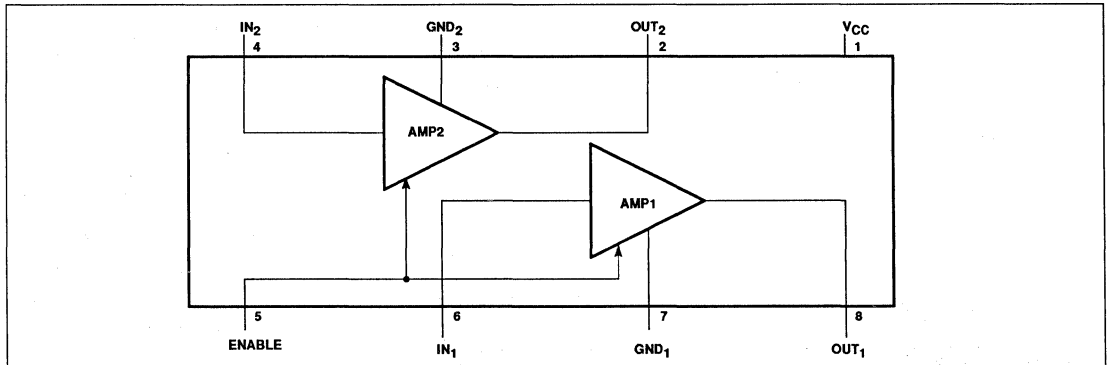 IN2 GND2 OUT2 VCC
4 3 2 1
AMP2
AMP1
5 6 7 8
ENABLE IN1 GND1 OUT1